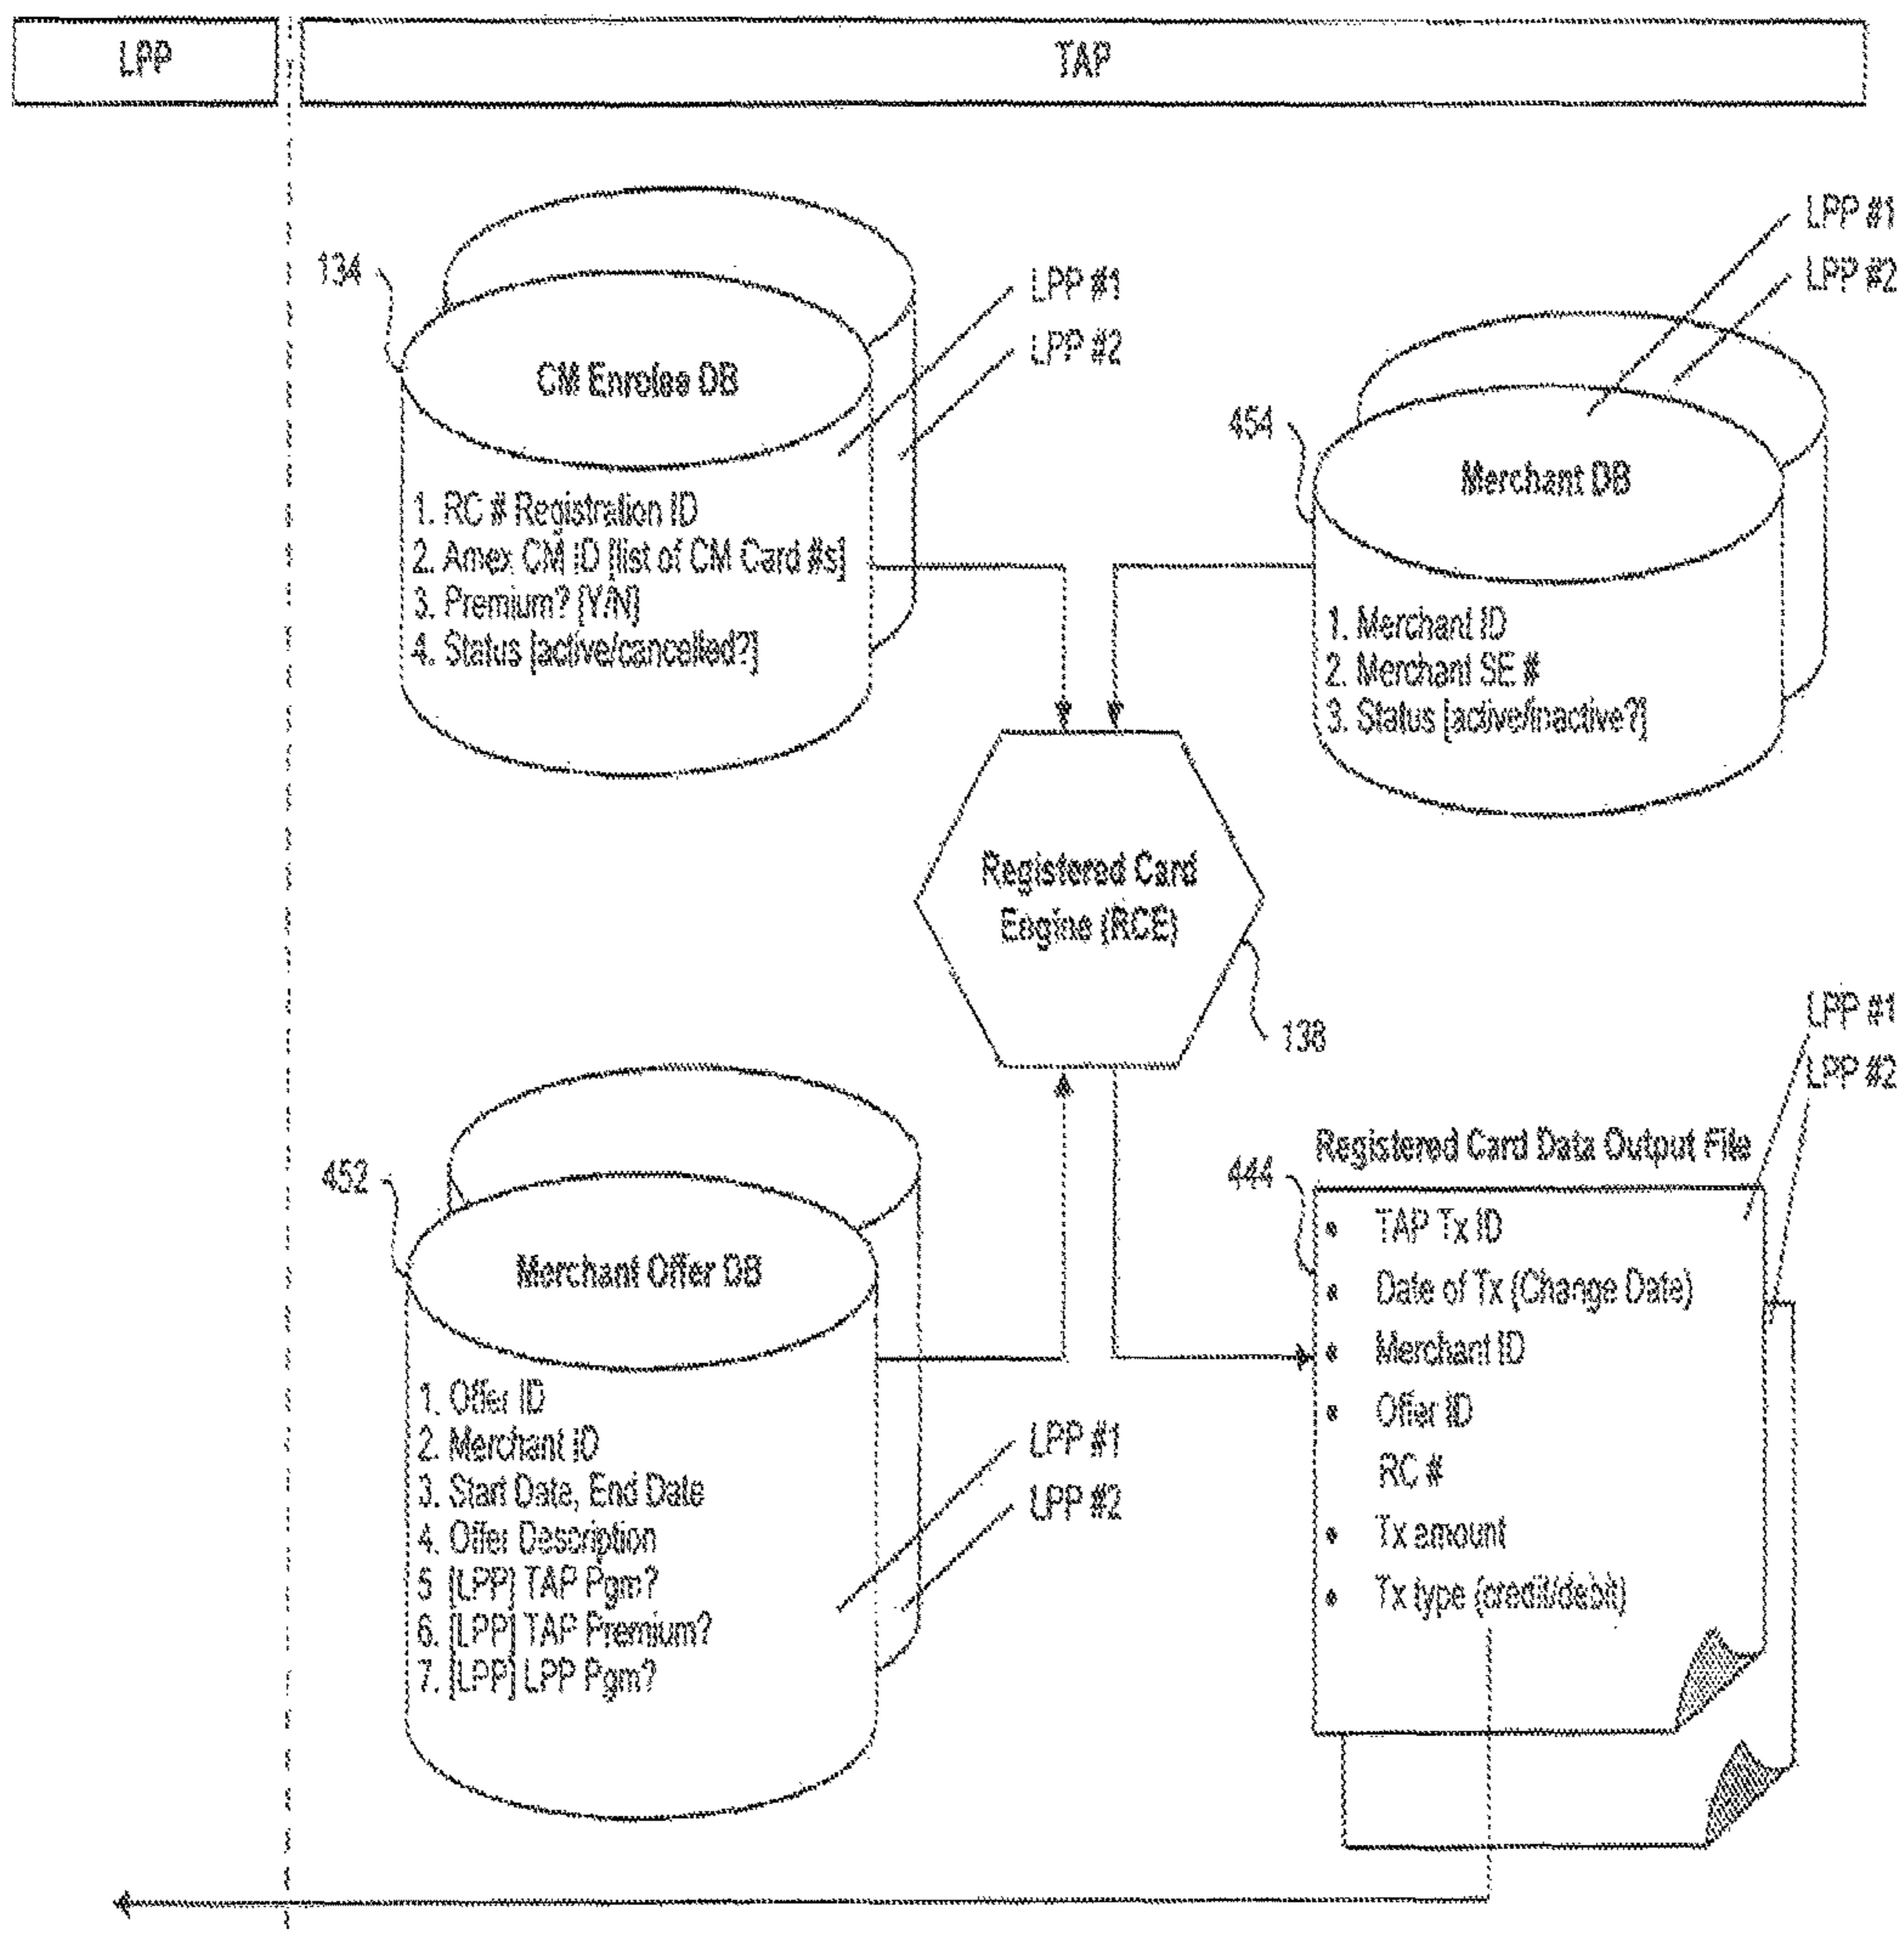 LPP
TAP
134
LPP #1
LPP #2
CM Enrolee DB
1. RC # Registration ID
2. Amex CM ID [list of CM Card #s]
3. Premium? [Y/N]
4. Status [active/cancelled?]
LPP #1
LPP #2
454
Merchant DB
1. Merchant ID
2. Merchant SE #
3. Status [active/inactive?]
Registered Card
Engine (RCE)
138
452
Merchant Offer DB
1. Offer ID
2. Merchant ID
3. Start Date, End Date
4. Offer Description
5 [LPP] TAP Pgm?
6. [LPP] TAP Premium?
7. [LPP] LPP Pgm?
LPP #1
LPP #2
LPP #1
LPP #2
Registered Card Data Output File
444
• TAP Tx ID
• Date of Tx (Change Date)
• Merchant ID
• Offer ID
RC #
• Tx amount
• Tx type (credit/debit)